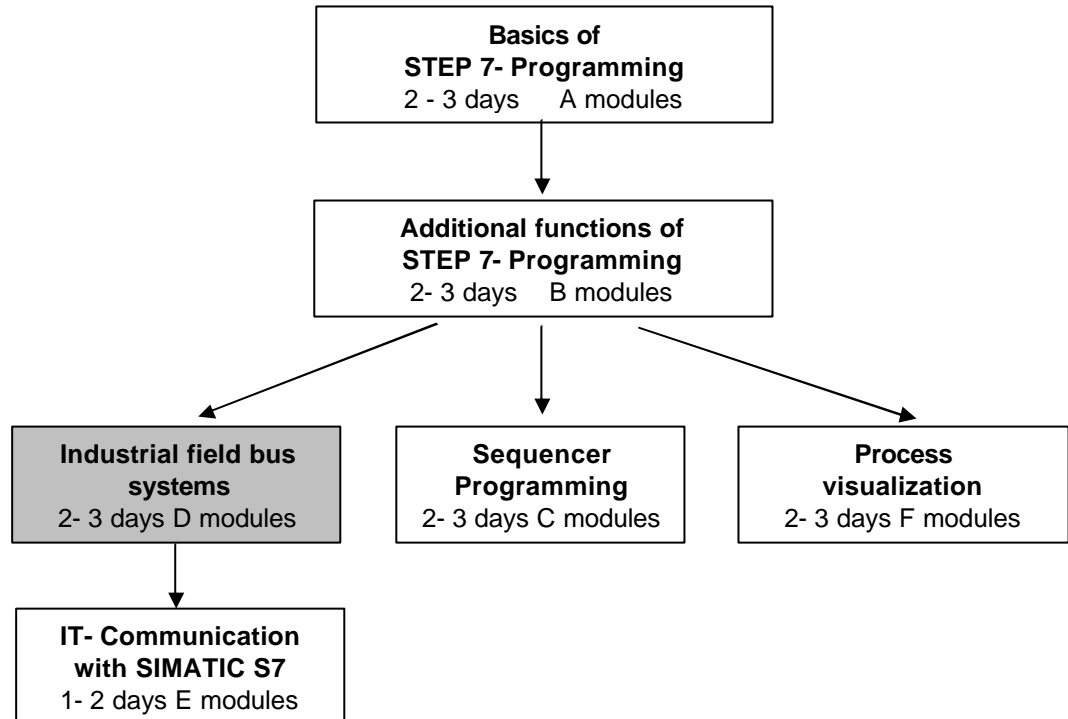 Basics of
STEP 7- Programming
2 - 3 days A modules
Additional functions of
STEP 7- Programming
2- 3 days B modules
Industrial field bus
systems
2- 3 days D modules
Sequencer
Programming
2- 3 days C modules
Process
visualization
2- 3 days F modules
IT- Communication
with SIMATIC S7
1- 2 days E modules